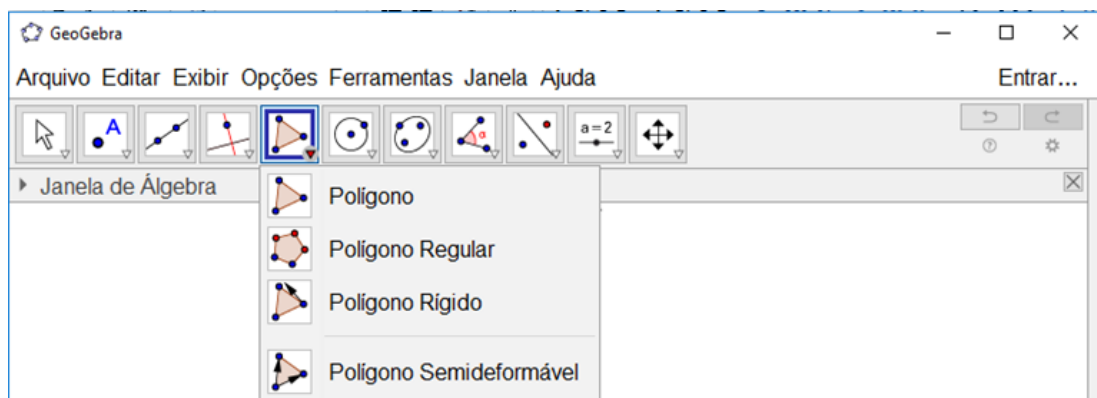 GeoGebra
Arquivo Editar Exibir Opções Ferramentas Janela Ajuda Entrar...
A α a=2
Janela de Álgebra
Polígono
Polígono Regular
Polígono Rígido
Polígono Semideformável